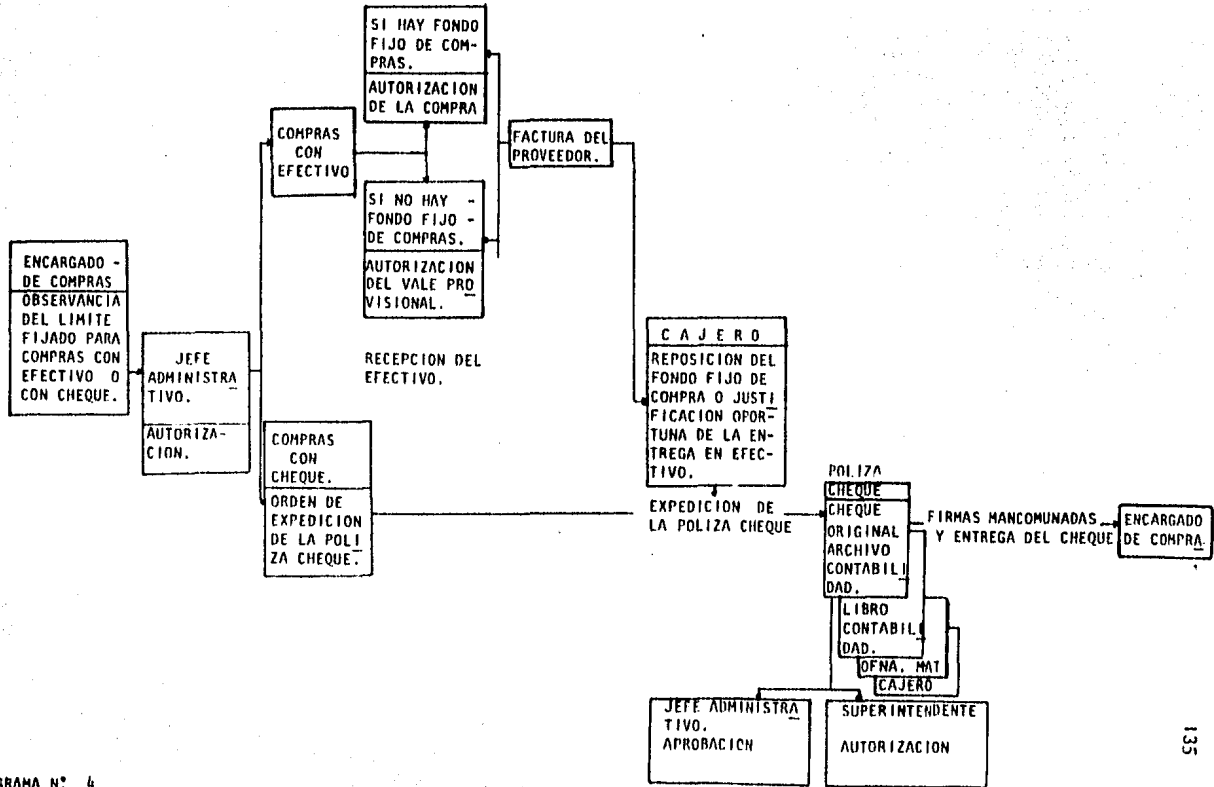 SI HAY FONDO
FIJO DE COM-
PRAS.
AUTORIZACION
DE LA COMPRA
COMPRAS
CON
EFECTIVO
FACTURA DEL
PROVEEDOR.
SI NO HAY -
FONDO FIJO -
DE COMPRAS.
AUTORIZACION
DEL VALE PRO
VISIONAL.
RECEPCION DEL
EFECTIVO.
ENCARGADO -
DE COMPRAS
OBSERVANCIA
DEL LIMITE
FIJADO PARA
COMPRAS CON
EFECTIVO O
CON CHEQUE.
JEFE
ADMINISTRA
TIVO.
AUTORIZA-
CION.
COMPRAS
CON
CHEQUE.
ORDEN DE
EXPEDICION
DE LA POLI
ZA CHEQUE.
C A J E R O
REPOSICION DEL
FONDO FIJO DE
COMPRA O JUSTI
FICACION OPOR-
TUNA DE LA EN-
TREGA EN EFEC-
TIVO.
EXPEDICION DE
LA POLIZA CHEQUE
POLIZA
CHEQUE
CHEQUE
ORIGINAL
ARCHIVO
CONTABILI
DAD.
LIBRO
CONTABILI
DAD.
OFNA. MAT
CAJERO
FIRMAS MANCOMUNADAS
Y ENTREGA DEL CHEQUE
ENCARGADO
DE COMPRA.
JEFE ADMINISTRA
TIVO.
APROBACION
SUPERINTENDENTE
AUTORIZACION
135
GRAMA N° 4